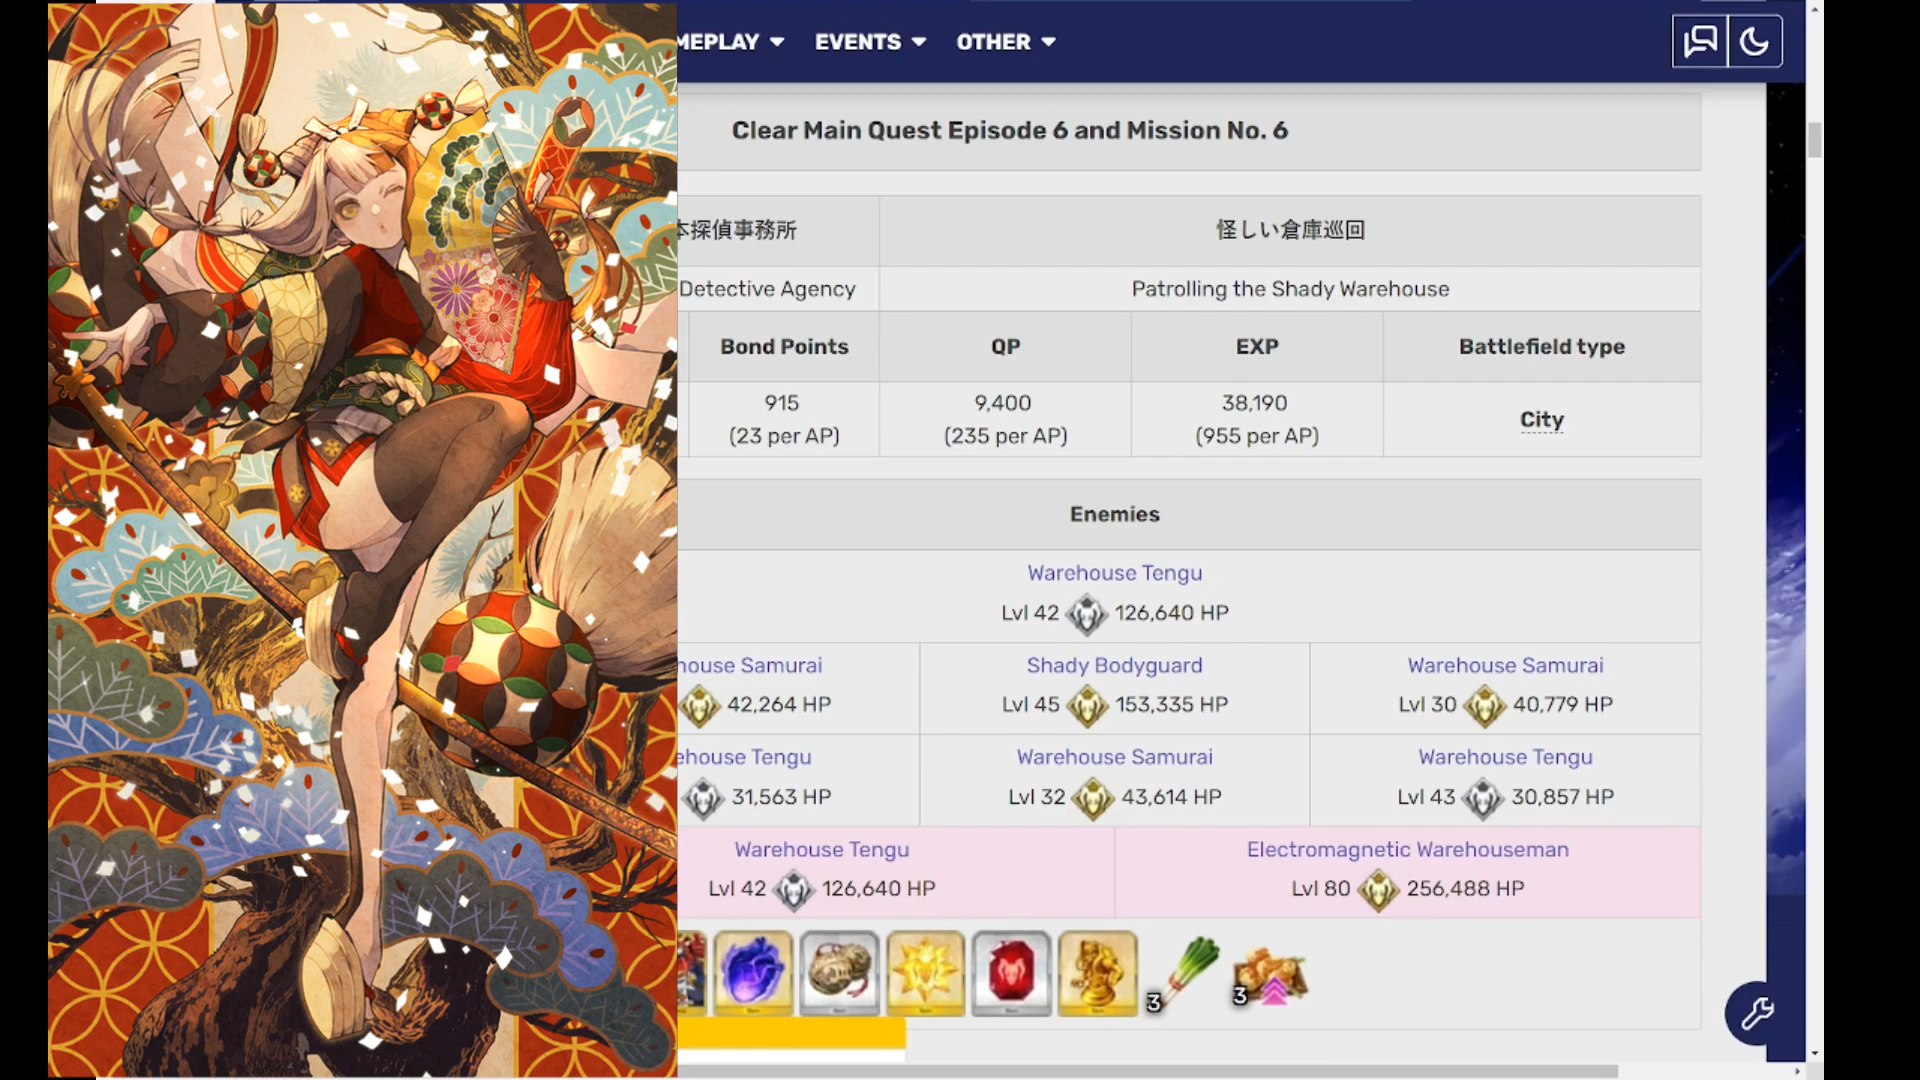 EVENTS
OTHER
Clear Main Quest Episode 6 and Mission No. 6
探偵事務所
怪しい倉庫巡回
Detective Agency
Patrolling the Shady Warehouse
Bond Points
QP
EXP
Battlefield type
915
(23 per AP)
9,400
(235 per AP)
38,190
(955 per AP)
City
Enemies
Warehouse Tengu
Lvl 42 126,640 HP
Samurai
42,264 HP
Shady Bodyguard
Lvl 45 153,335 HP
Warehouse Samurai
Lvl 30 40,779 HP
Tengu
31,563 HP
Warehouse Samurai
Lvl 32 43,614 HP
Warehouse Tengu
Lvl 43 30,857 HP
Warehouse Tengu
Lvl 42 126,640 HP
Electromagnetic Warehouseman
Lvl 80 256,488 HP
3
3